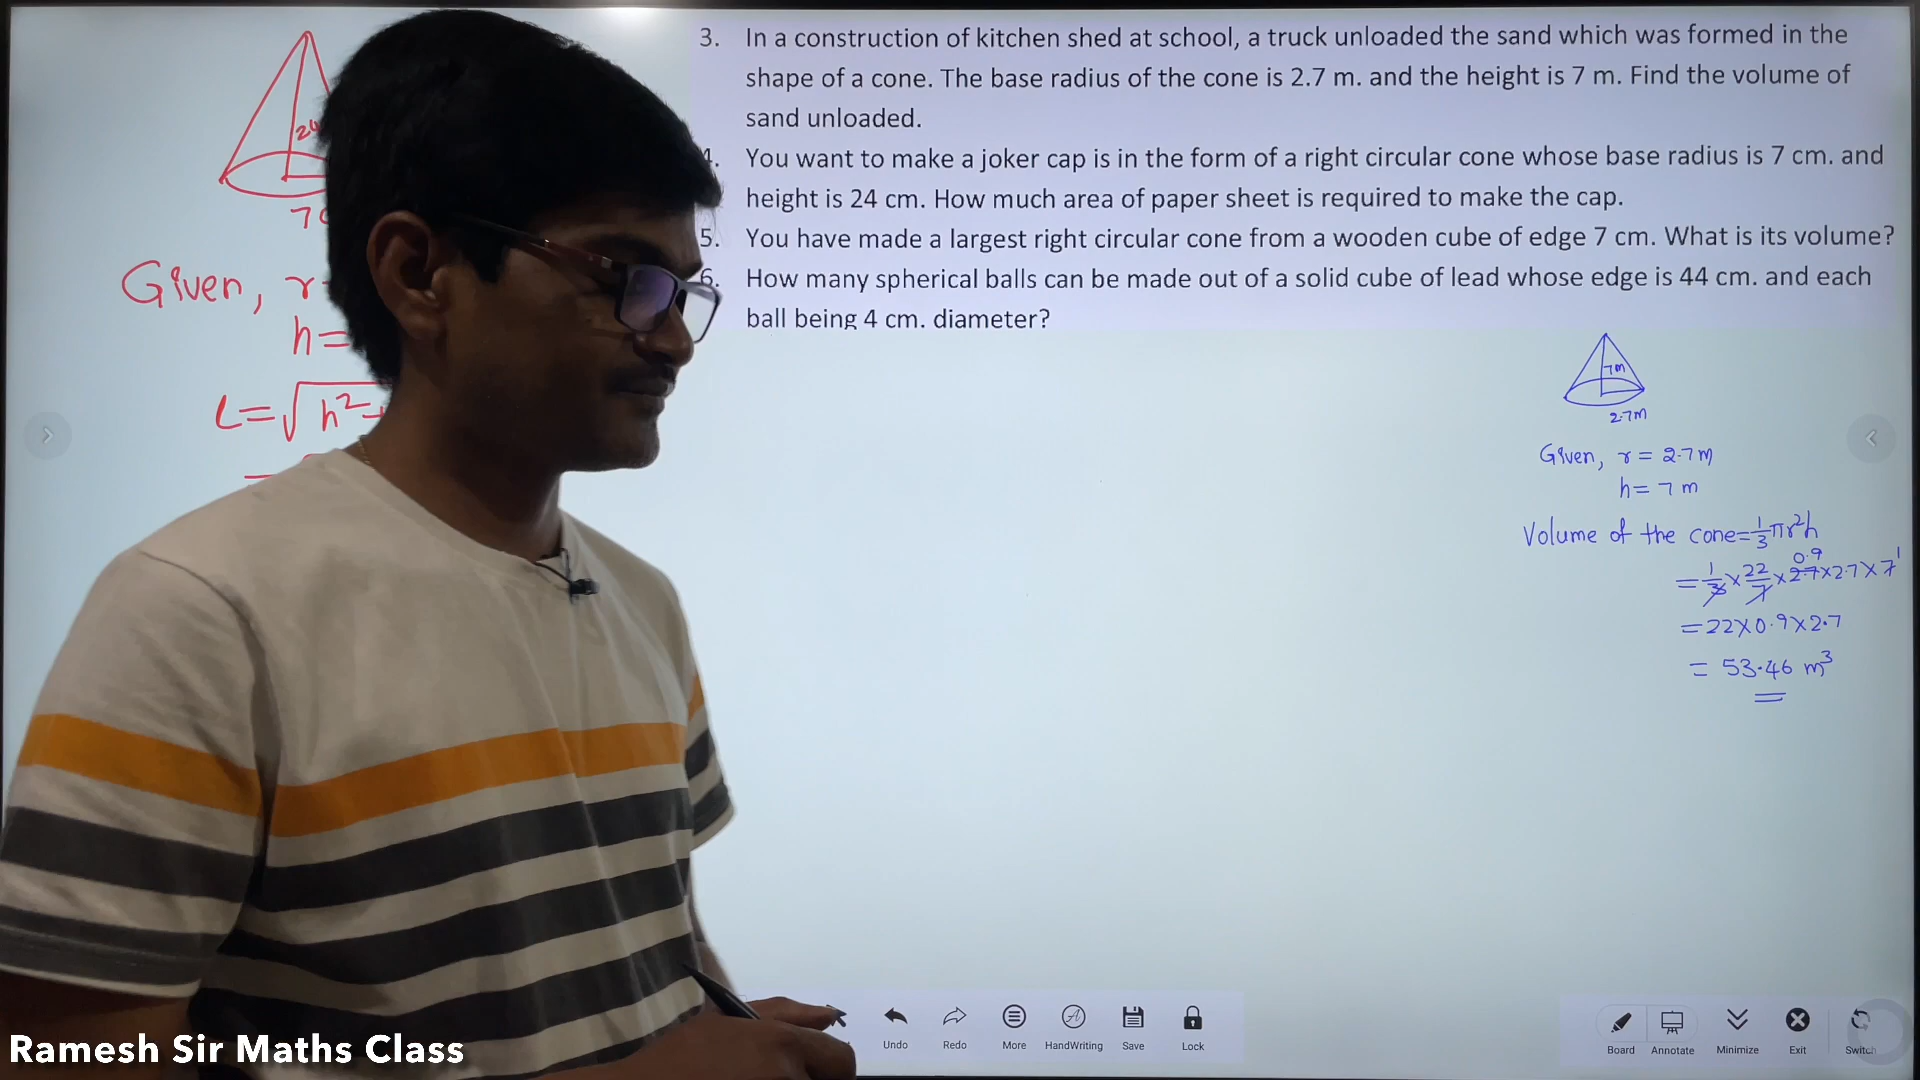 3. In a construction of kitchen shed at school, a truck unloaded the sand which was formed in the
shape of a cone. The base radius of the cone is 2.7 m. and the height is 7 m. Find the volume of
sand unloaded.
4. You want to make a joker cap is in the form of a right circular cone whose base radius is 7 cm. and
height is 24 cm. How much area of paper sheet is required to make the cap.
5. You have made a largest right circular cone from a wooden cube of edge 7 cm. What is its volume?
6. How many spherical balls can be made out of a solid cube of lead whose edge is 44 cm. and each
ball being 4 cm. diameter?
7
Given, r
h=
l=√h²+
=
7m
2.7m
Given, r = 2.7m
h= 7 m
Volume of the cone=1/3πr²h
0.9 1
=1/3×22/7×2.7×2.7×7
=22×0.9×2.7
= 53.46 m³
Undo Redo More HandWriting Save Lock
Board Annotate Minimize Exit Switch
Ramesh Sir Maths Class